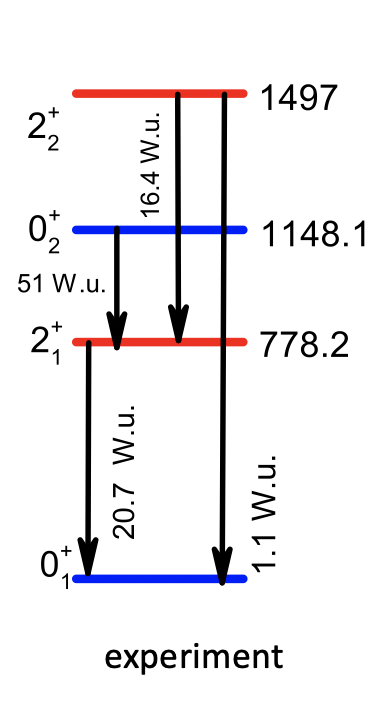 2₂⁺ 1497
16.4 W.u.
0₂⁺ 1148.1
51 W.u.
2₁⁺ 778.2
20.7 W.u.
1.1 W.u.
0₁⁺
experiment